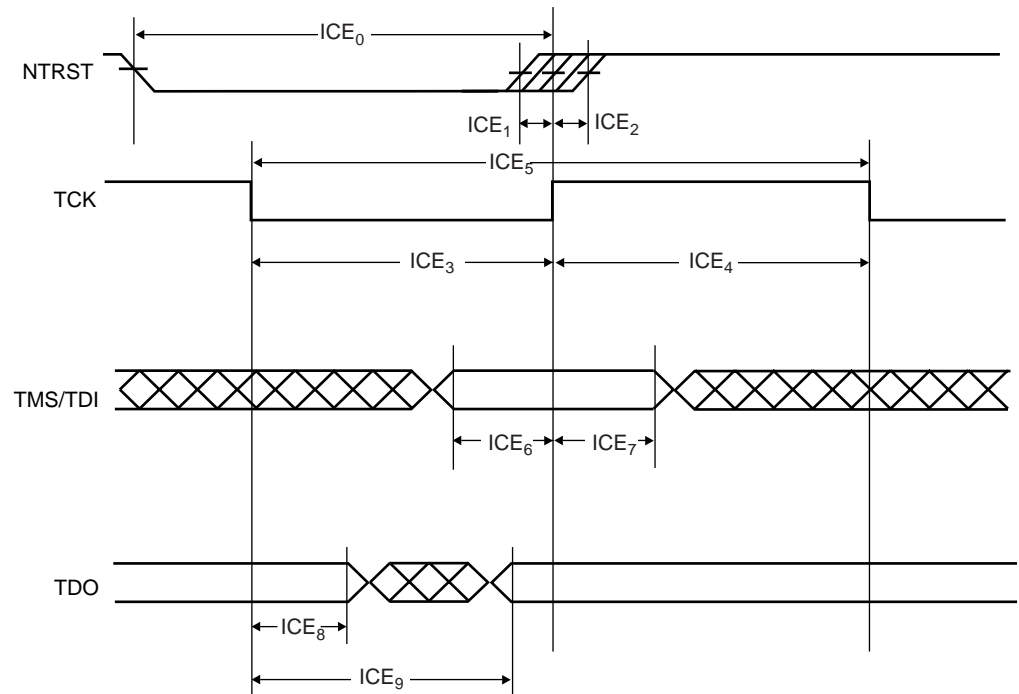 ICE₀
NTRST
ICE₁ ICE₂
ICE₅
TCK
ICE₃ ICE₄
TMS/TDI
ICE₆ ICE₇
TDO
ICE₈
ICE₉